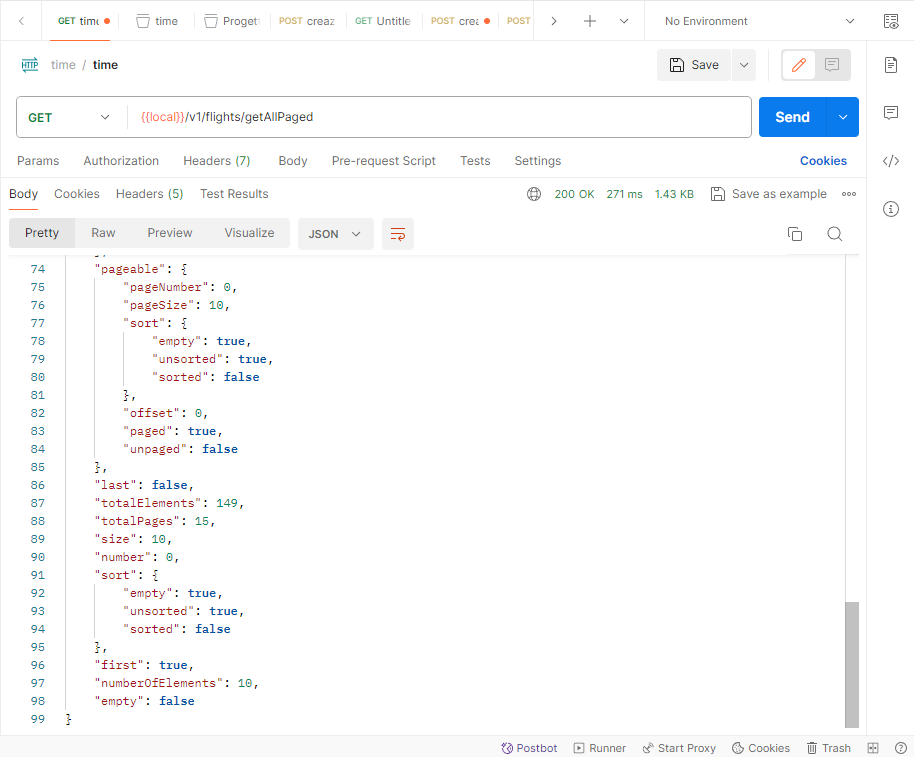 GET time
time
Proget
POST creaz
GET Untitle
POST crea
POST
No Environment
HTTP time / time
Save
GET {{local}}/v1/flights/getAllPaged
Send
Params Authorization Headers (7) Body Pre-request Script Tests Settings Cookies
Body Cookies Headers (5) Test Results 200 OK 271 ms 1.43 KB Save as example
Pretty Raw Preview Visualize JSON
74 "pageable": {
75 "pageNumber": 0,
76 "pageSize": 10,
77 "sort": {
78 "empty": true,
79 "unsorted": true,
80 "sorted": false
81 },
82 "offset": 0,
83 "paged": true,
84 "unpaged": false
85 },
86 "last": false,
87 "totalElements": 149,
88 "totalPages": 15,
89 "size": 10,
90 "number": 0,
91 "sort": {
92 "empty": true,
93 "unsorted": true,
94 "sorted": false
95 },
96 "first": true,
97 "numberOfElements": 10,
98 "empty": false
99 }
Postbot Runner Start Proxy Cookies Trash